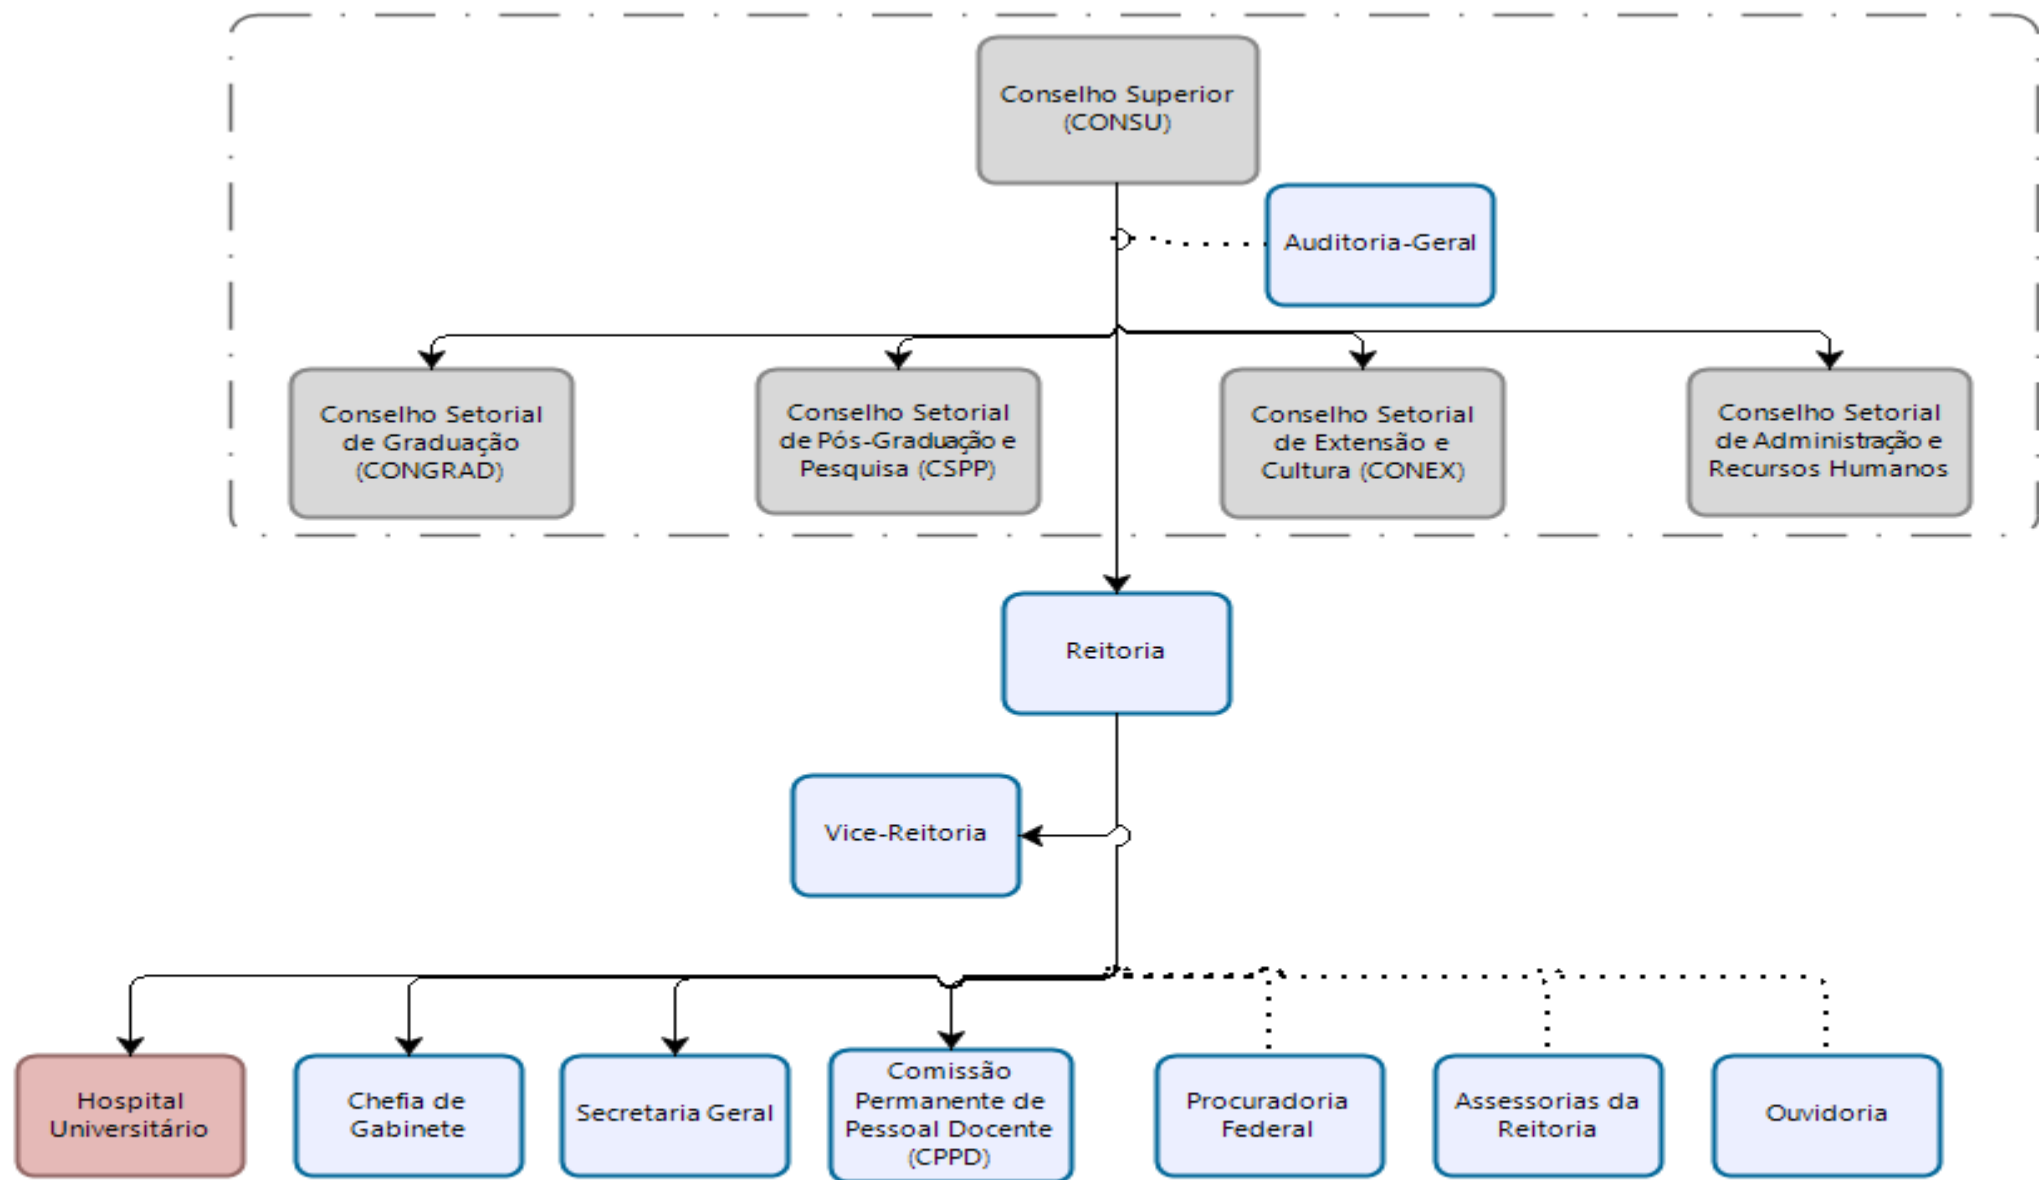 Conselho Superior
(CONSU)
Auditoria-Geral
Conselho Setorial
de Graduação
(CONGRAD)
Conselho Setorial
de Pós-Graduação e
Pesquisa (CSPP)
Conselho Setorial
de Extensão e
Cultura (CONEX)
Conselho Setorial
de Administração e
Recursos Humanos
Reitoria
Vice-Reitoria
Hospital
Universitário
Chefia de
Gabinete
Secretaria Geral
Comissão
Permanente de
Pessoal Docente
(CPPD)
Procuradoria
Federal
Assessorias da
Reitoria
Ouvidoria